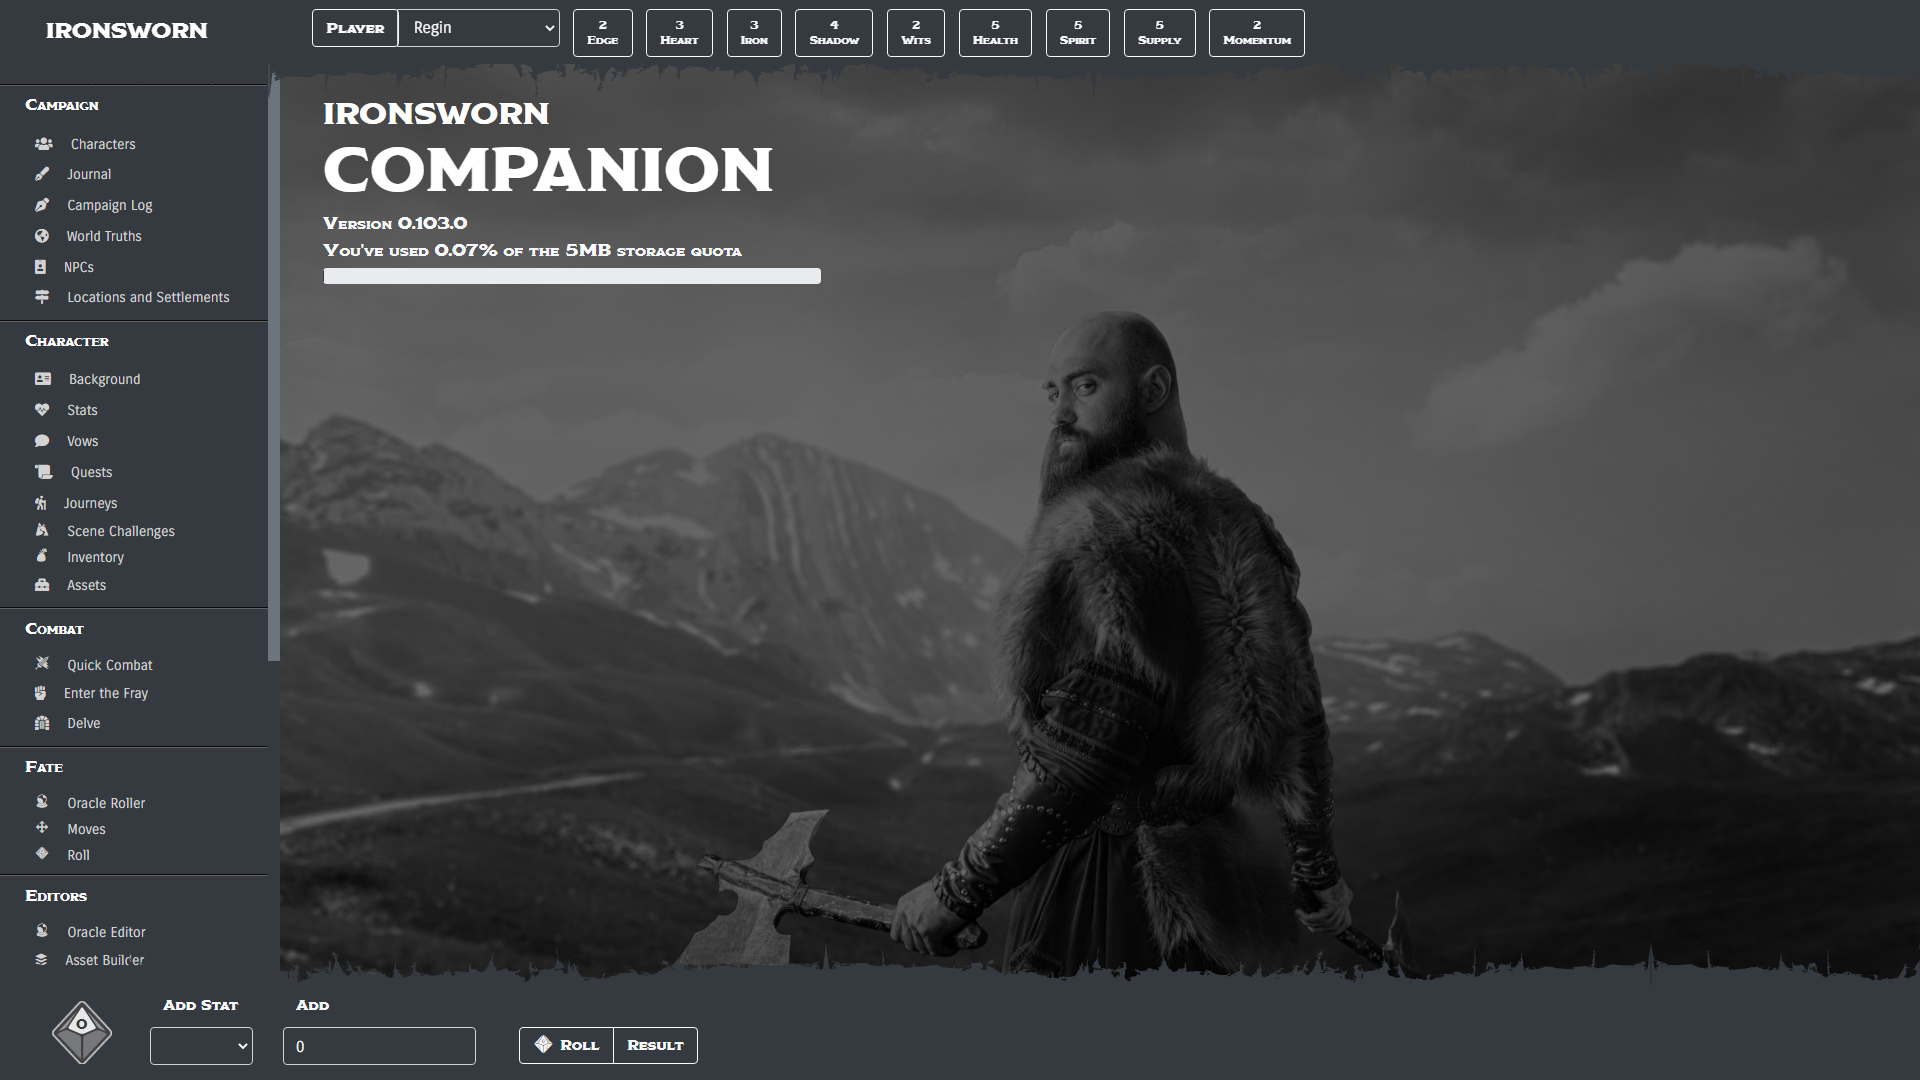 IRONSWORN
Player
Regin
2 Edge
3 Heart
3 Iron
4 Shadow
2 Wits
5 Health
5 Spirit
5 Supply
2 Momentum
Campaign
Characters
Journal
Campaign Log
World Truths
NPCs
Locations and Settlements
Character
Background
Stats
Vows
Quests
Journeys
Scene Challenges
Inventory
Assets
Combat
Quick Combat
Enter the Fray
Delve
Fate
Oracle Roller
Moves
Roll
Editors
Oracle Editor
Asset Builder
IRONSWORN
COMPANION
Version 0.103.0
You've used 0.07% of the 5MB storage quota
0
Add Stat
Add
0
Roll
Result